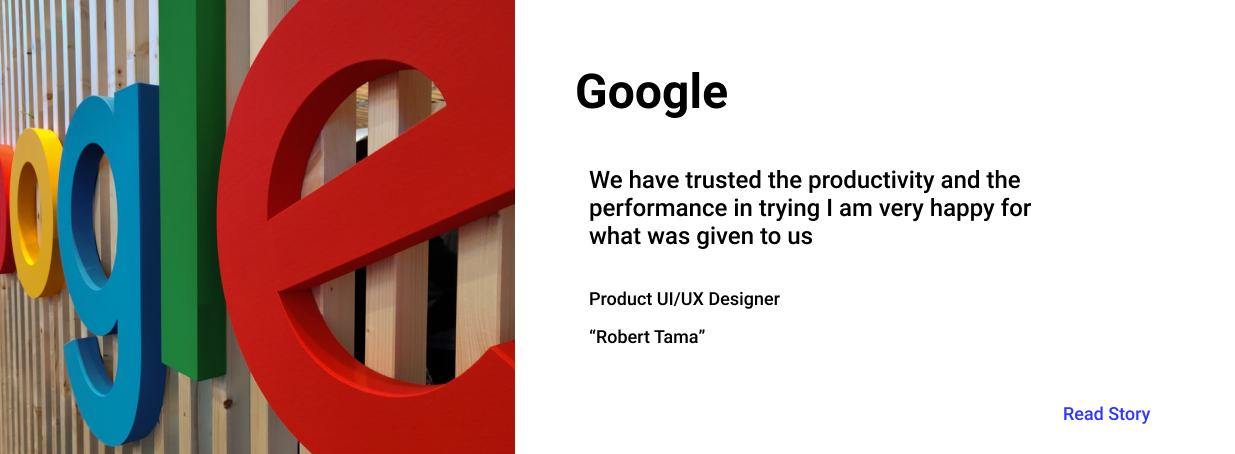 ogle
Google
We have trusted the productivity and the
performance in trying I am very happy for
what was given to us
Product UI/UX Designer
“Robert Tama”
Read Story